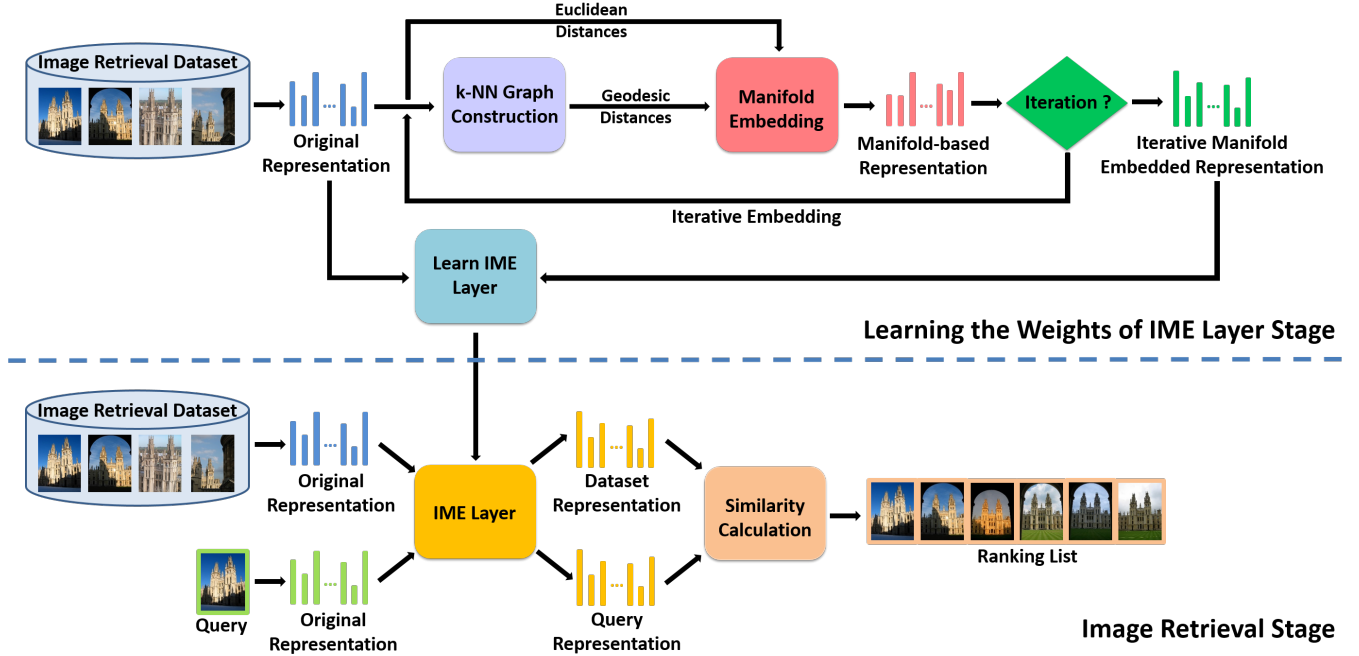 Euclidean
Distances
Image Retrieval Dataset
k-NN Graph
Construction
Geodesic
Distances
Manifold
Embedding
Iteration ?
Original
Representation
Manifold-based
Representation
Iterative Manifold
Embedded Representation
Iterative Embedding
Learn IME
Layer
Learning the Weights of IME Layer Stage
Image Retrieval Dataset
Original
Representation
Dataset
Representation
IME Layer
Similarity
Calculation
Ranking List
Query
Original
Representation
Query
Representation
Image Retrieval Stage